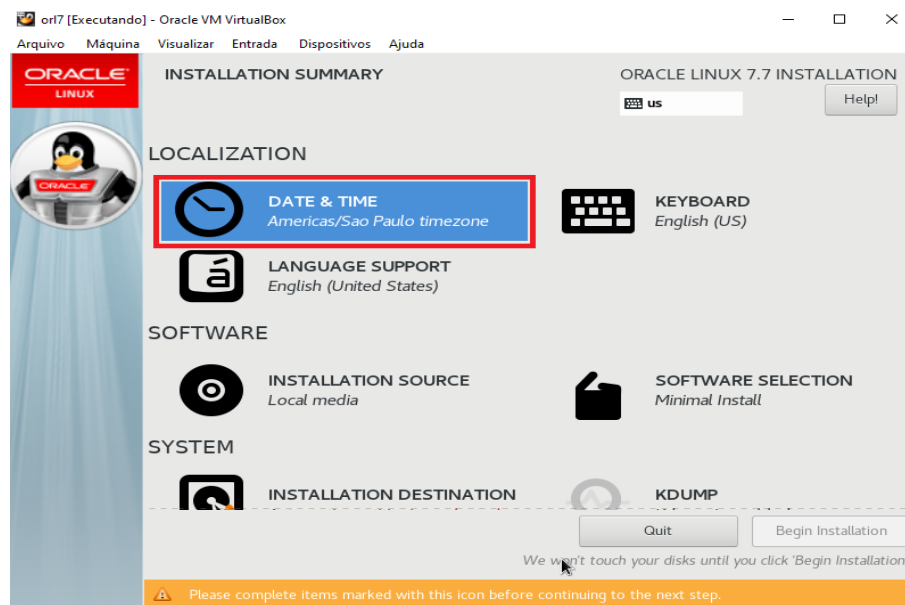 orl7 [Executando] - Oracle VM VirtualBox
Arquivo Máquina Visualizar Entrada Dispositivos Ajuda
ORACLE
LINUX
INSTALLATION SUMMARY
ORACLE LINUX 7.7 INSTALLATION
us
Help!
ORACLE
LOCALIZATION
DATE & TIME
Americas/Sao Paulo timezone
KEYBOARD
English (US)
á
LANGUAGE SUPPORT
English (United States)
SOFTWARE
INSTALLATION SOURCE
Local media
SOFTWARE SELECTION
Minimal Install
SYSTEM
INSTALLATION DESTINATION
KDUMP
Quit
Begin Installation
We won't touch your disks until you click 'Begin Installation
Please complete items marked with this icon before continuing to the next step.